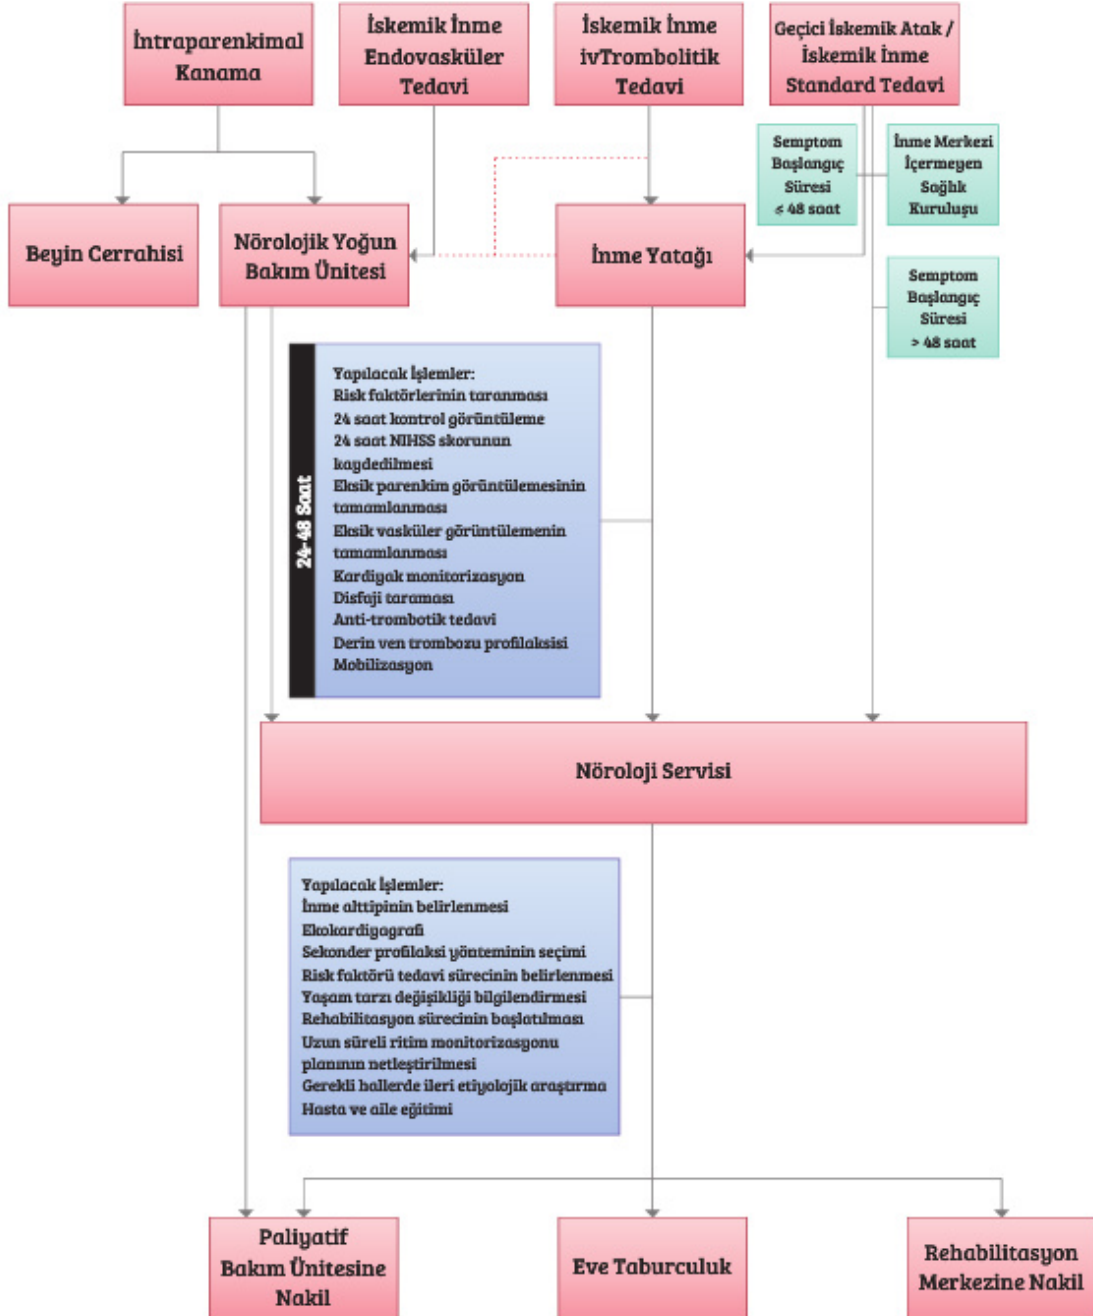 İntraparenkimal
Kanama
İskemik İnme
Endovasküler
Tedavi
İskemik İnme
ivTrombolitik
Tedavi
Geçici İskemik Atak /
İskemik İnme
Standard Tedavi
Semptom
Başlangıç
Süresi
≤ 48 saat
İnme Merkezi
İçermeyen
Sağlık
Kuruluşu
Beyin Cerrahisi
Nörolojik Yoğun
Bakım Ünitesi
İnme Yatağı
Semptom
Başlangıç
Süresi
> 48 saat
24-48 Saat
Yapılacak İşlemler:
Risk faktörlerinin taranması
24 saat kontrol görüntüleme
24 saat NIHSS skorunan
kaydedilmesi
Eksik parenkim görüntülemesinin
tamamlanması
Eksik vasküler görüntülemenin
tamamlanması
Kardiyak monitorizasyon
Disfaji taraması
Anti-trombotik tedavi
Derin ven trombozu profilaksisi
Mobilizasyon
Nöroloji Servisi
Yapılacak İşlemler:
İnme alttipinin belirlenmesi
Ekokardiyagrafi
Sekonder profilaksi yönteminin seçimi
Risk faktörü tedavi sürecinin belirlenmesi
Yaşam tarzı değişikliği bilgilendirmesi
Rehabilitasyon sürecinin başlatılması
Uzun süreli ritim monitorizasyonu
planının netleştirilmesi
Gerekli hallerde ileri etiyolojik araştırma
Hasta ve aile eğitimi
Paliyatif
Bakım Ünitesine
Nakil
Eve Taburculuk
Rehabilitasyon
Merkezine Nakil